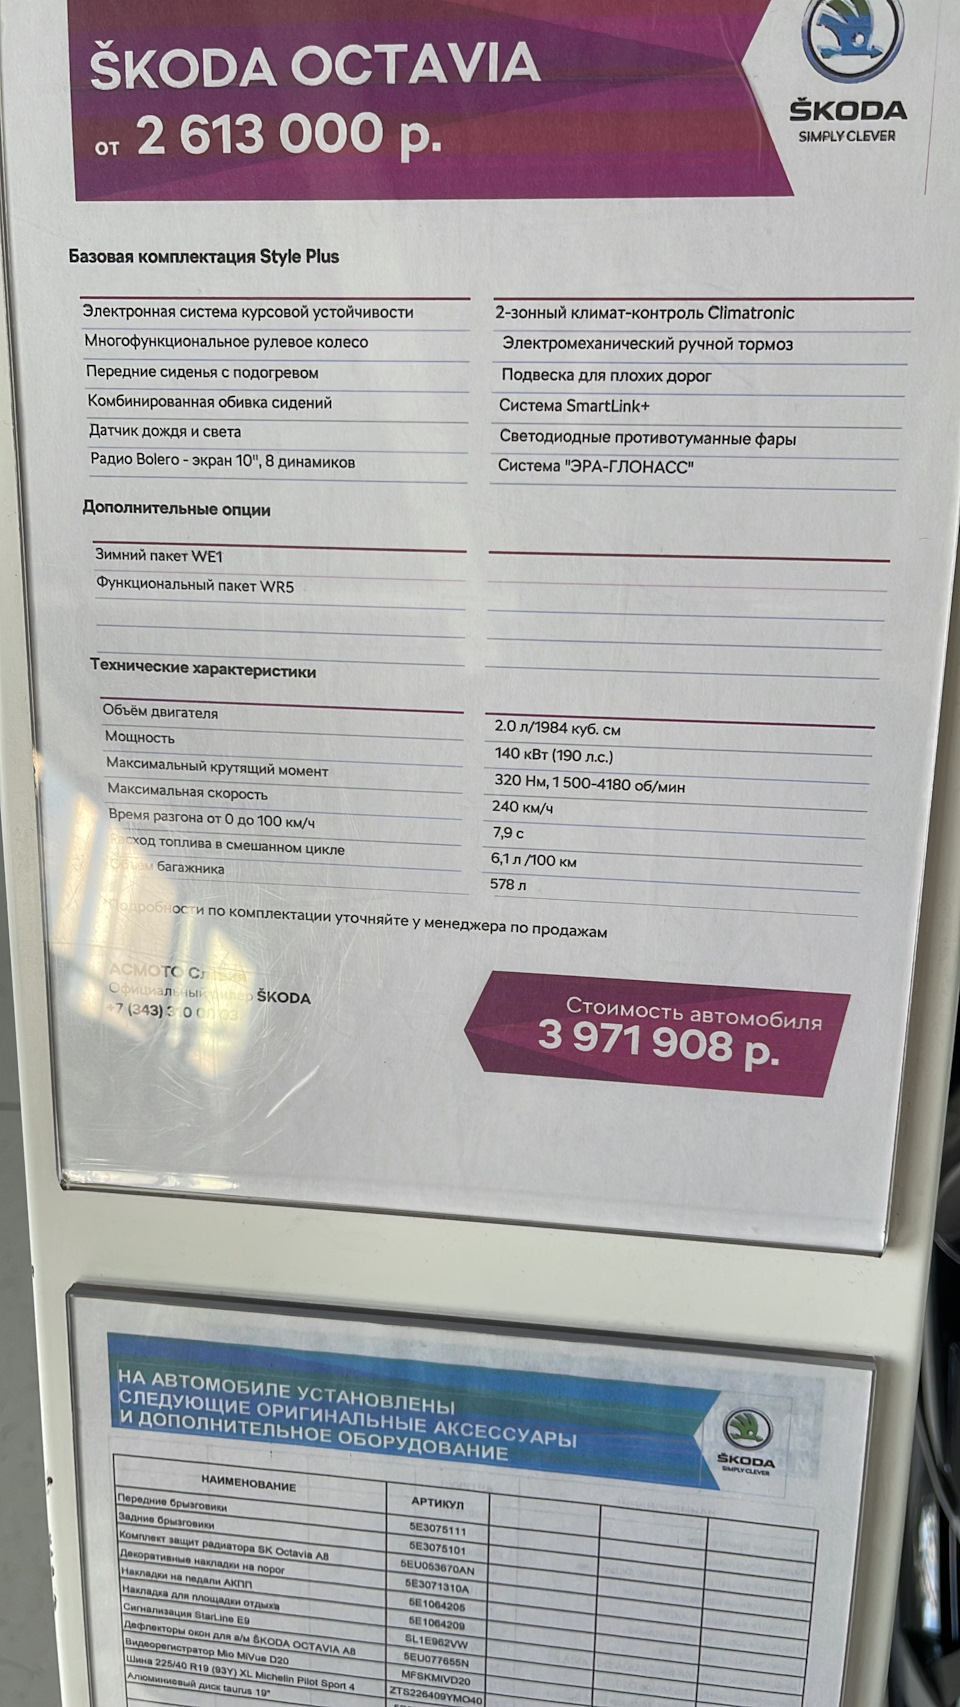 ŠKODA OCTAVIA
от 2 613 000 р.
ŠKODA
SIMPLY CLEVER
Базовая комплектация Style Plus
Электронная система курсовой устойчивости
Многофункциональное рулевое колесо
Передние сиденья с подогревом
Комбинированная обивка сидений
Датчик дождя и света
Радио Bolero - экран 10", 8 динамиков
2-зонный климат-контроль Climatronic
Электромеханический ручной тормоз
Подвеска для плохих дорог
Система SmartLink+
Светодиодные противотуманные фары
Система "ЭРА-ГЛОНАСС"
Дополнительные опции
Зимний пакет WE1
Функциональный пакет WR5
Технические характеристики
Объём двигателя 2.0 л/1984 куб. см
Мощность 140 кВт (190 л.с.)
Максимальный крутящий момент 320 Нм, 1 500-4180 об/мин
Максимальная скорость 240 км/ч
Время разгона от 0 до 100 км/ч 7,9 с
Расход топлива в смешанном цикле 6,1 л /100 км
Объём багажника 578 л
*Подробности по комплектации уточняйте у менеджера по продажам
АСМОТО
Официальный дилер ŠKODA
+7 (343)
Стоимость автомобиля
3 971 908 р.
НА АВТОМОБИЛЕ УСТАНОВЛЕНЫ
СЛЕДУЮЩИЕ ОРИГИНАЛЬНЫЕ АКСЕССУАРЫ
И ДОПОЛНИТЕЛЬНОЕ ОБОРУДОВАНИЕ
ŠKODA
SIMPLY CLEVER
НАИМЕНОВАНИЕ АРТИКУЛ
Передние брызговики 5E3075111
Задние брызговики 5E3075101
Комплект защит радиатора SK Octavia A8 5EU053670AN
Декоративные накладки на порог 5E3071310A
Накладки на педали АКПП 5E1064205
Накладка для площадки отдыха 5E1064209
Сигнализация StarLine E9 SL1E962VW
Дефлекторы окон для а/м ŠKODA OCTAVIA A8 5EU077655N
Видеорегистратор Mio MiVue D20 MFSKMIVD20
Шина 225/40 R19 (93Y) XL Michelin Pilot Sport 4 ZTS226409YMO40
Алюминиевый диск taurus 19"